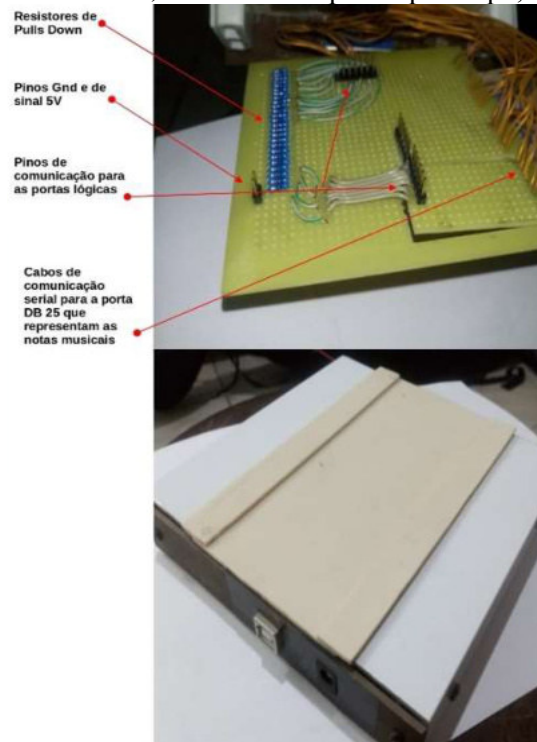 Resistores de
Pulls Down
Pinos Gnd e de
sinal 5V
Pinos de
comunicação para
as portas lógicas
Cabos de
comunicação
serial para a porta
DB 25 que
representam as
notas musicais